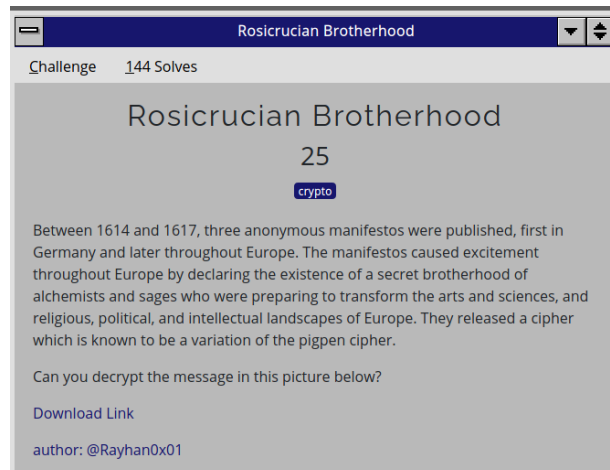 Rosicrucian Brotherhood
Challenge 144 Solves
Rosicrucian Brotherhood
25
crypto
Between 1614 and 1617, three anonymous manifestos were published, first in
Germany and later throughout Europe. The manifestos caused excitement
throughout Europe by declaring the existence of a secret brotherhood of
alchemists and sages who were preparing to transform the arts and sciences, and
religious, political, and intellectual landscapes of Europe. They released a cipher
which is known to be a variation of the pigpen cipher.
Can you decrypt the message in this picture below?
Download Link
author: @Rayhan0x01